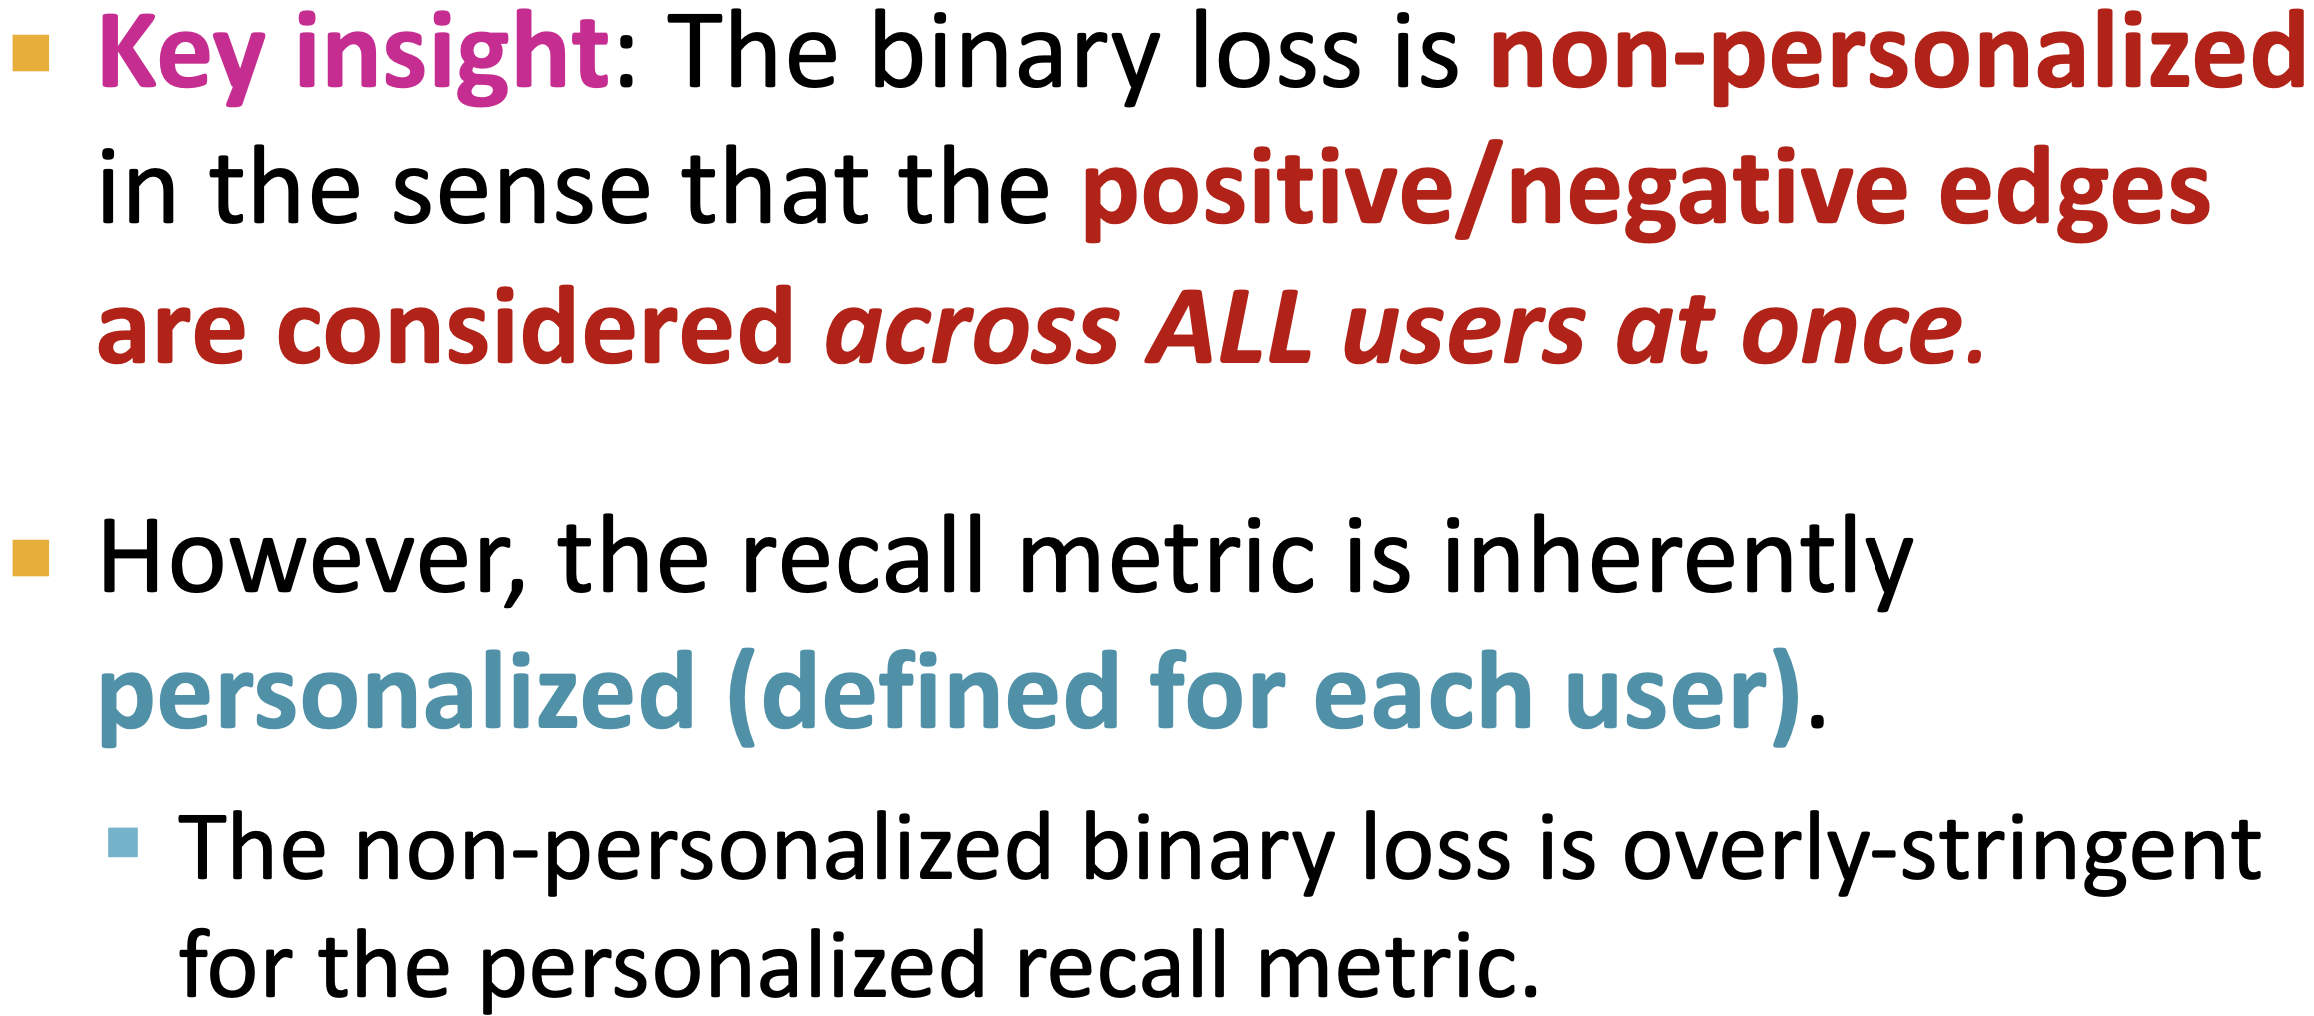 Key insight: The binary loss is non-personalized
in the sense that the positive/negative edges
are considered across ALL users at once.
However, the recall metric is inherently
personalized (defined for each user).
The non-personalized binary loss is overly-stringent
for the personalized recall metric.